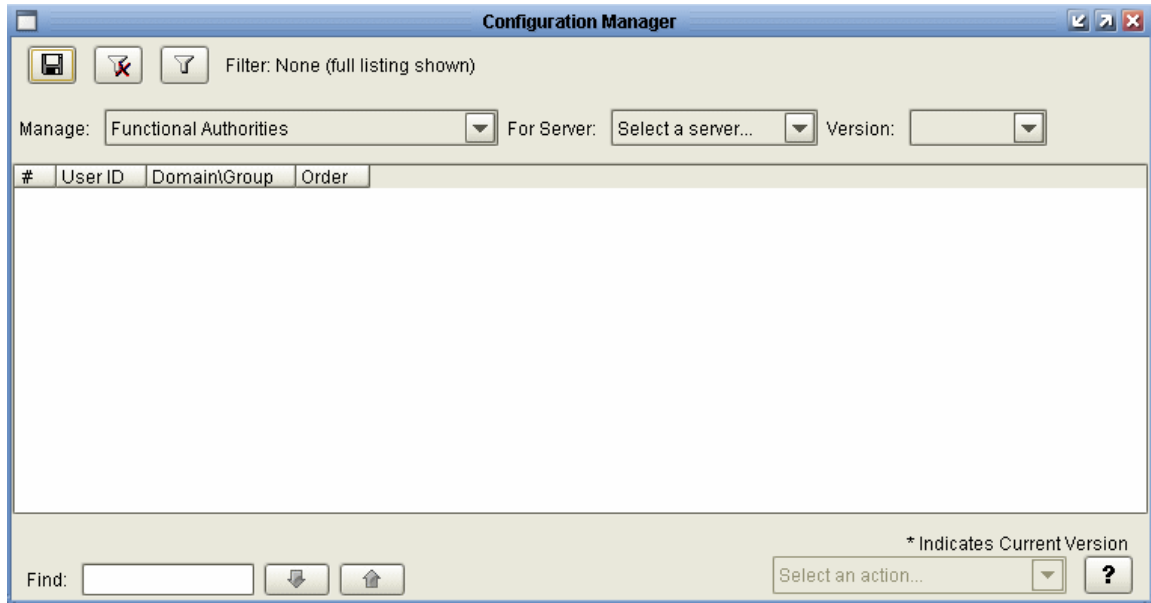 Configuration Manager
Filter: None (full listing shown)
Manage: Functional Authorities For Server: Select a server... Version:
# User ID Domain\Group Order
* Indicates Current Version
Find: Select an action... ?